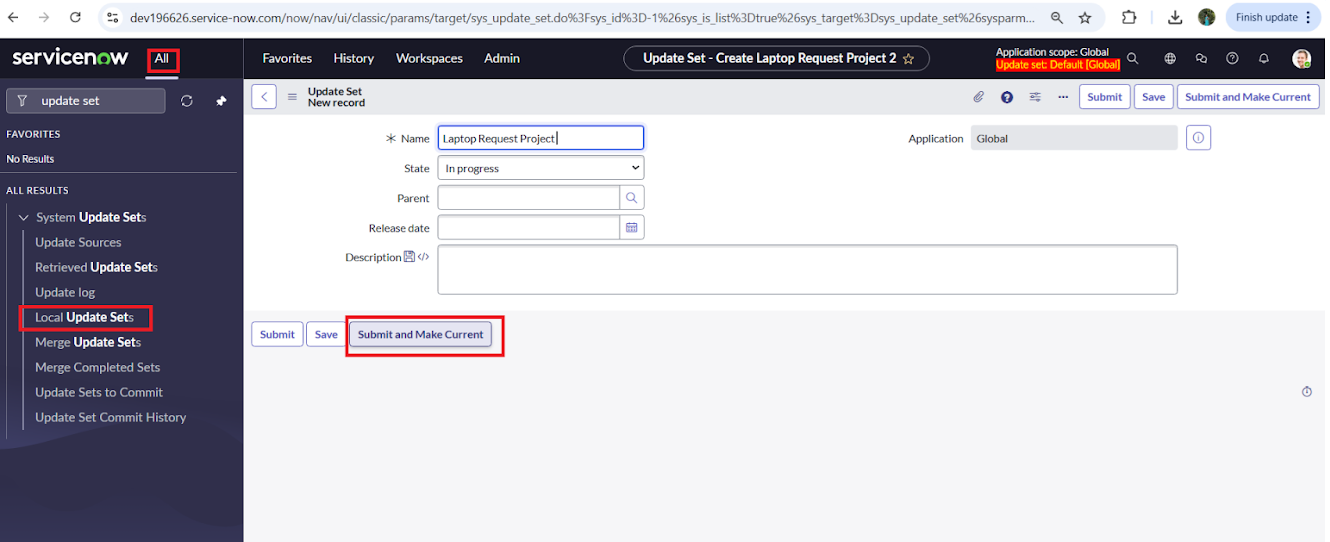 dev196626.service-now.com/now/nav/ui/classic/params/target/sys_update_set.do%3Fsys_id%3D-1%26sys_is_list%3Dtrue%26sys_target%3Dsys_update_set%26sysparm...
Finish update
servicenow
All
Favorites
History
Workspaces
Admin
Update Set - Create Laptop Request Project 2
Application scope: Global
Update set: Default [Global]
update set
FAVORITES
No Results
ALL RESULTS
System Update Sets
Update Sources
Retrieved Update Sets
Update log
Local Update Sets
Merge Update Sets
Merge Completed Sets
Update Sets to Commit
Update Set Commit History
Update Set
New record
Submit
Save
Submit and Make Current
Name
Laptop Request Project
Application
Global
State
In progress
Parent
Release date
Description
Submit
Save
Submit and Make Current